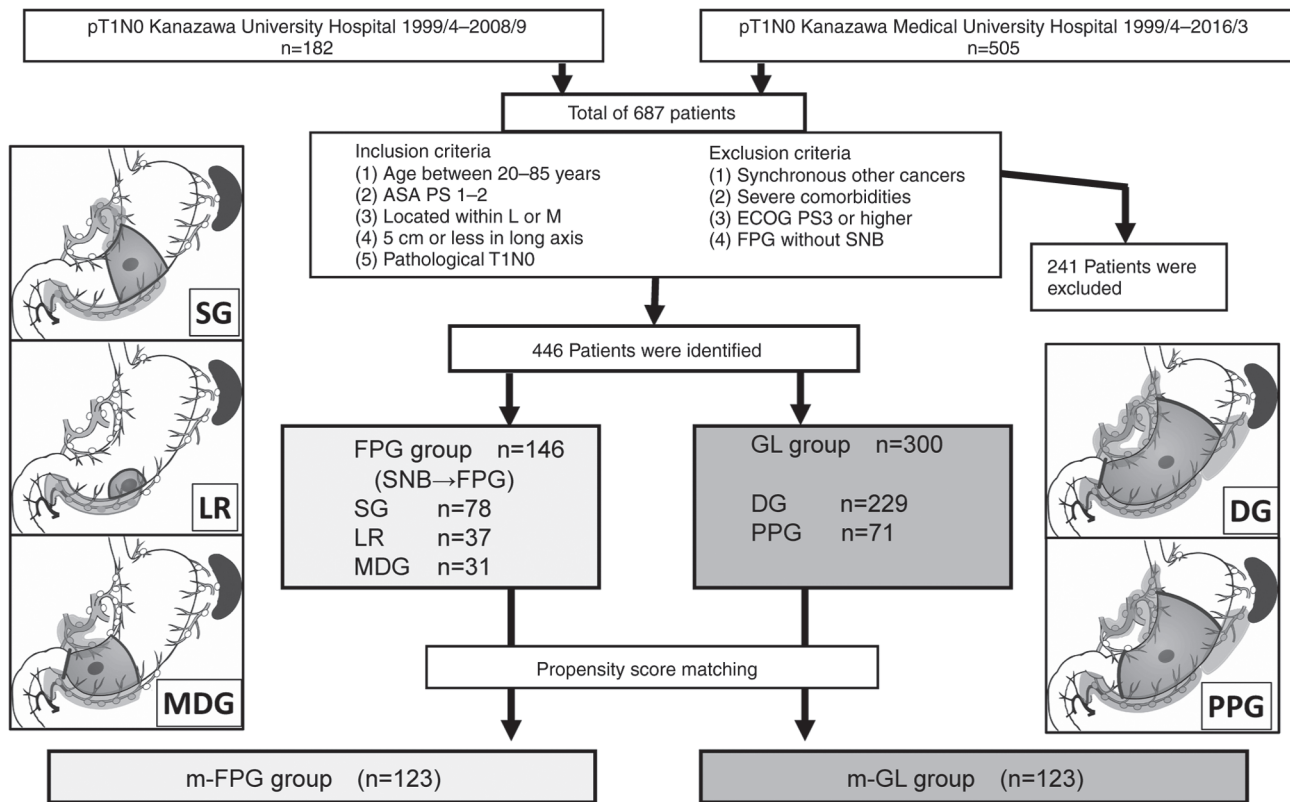 pT1N0 Kanazawa University Hospital 1999/4–2008/9
n=182
pT1N0 Kanazawa Medical University Hospital 1999/4–2016/3
n=505
Total of 687 patients
Inclusion criteria
(1) Age between 20–85 years
(2) ASA PS 1–2
(3) Located within L or M
(4) 5 cm or less in long axis
(5) Pathological T1N0
Exclusion criteria
(1) Synchronous other cancers
(2) Severe comorbidities
(3) ECOG PS3 or higher
(4) FPG without SNB
241 Patients were
excluded
446 Patients were identified
SG
LR
MDG
FPG group n=146
(SNB→FPG)
SG n=78
LR n=37
MDG n=31
GL group n=300
DG n=229
PPG n=71
DG
PPG
Propensity score matching
m-FPG group (n=123)
m-GL group (n=123)